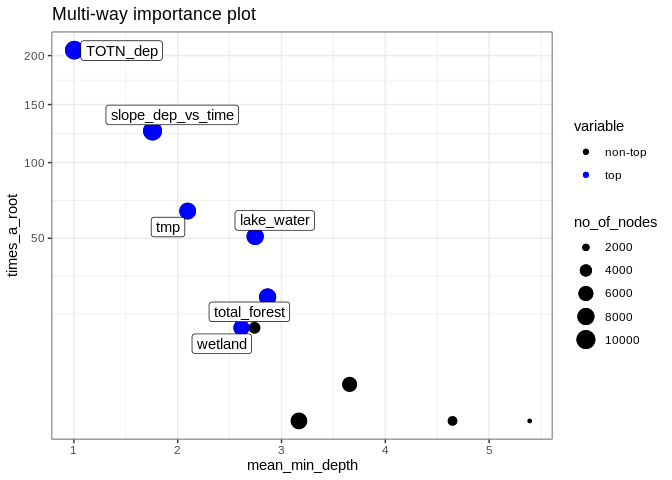 Multi-way importance plot
times_a_root
200
150
100
50
TOTN_dep
slope_dep_vs_time
tmp
lake_water
total_forest
wetland
1
2
3
4
5
mean_min_depth
variable
non-top
top
no_of_nodes
2000
4000
6000
8000
10000